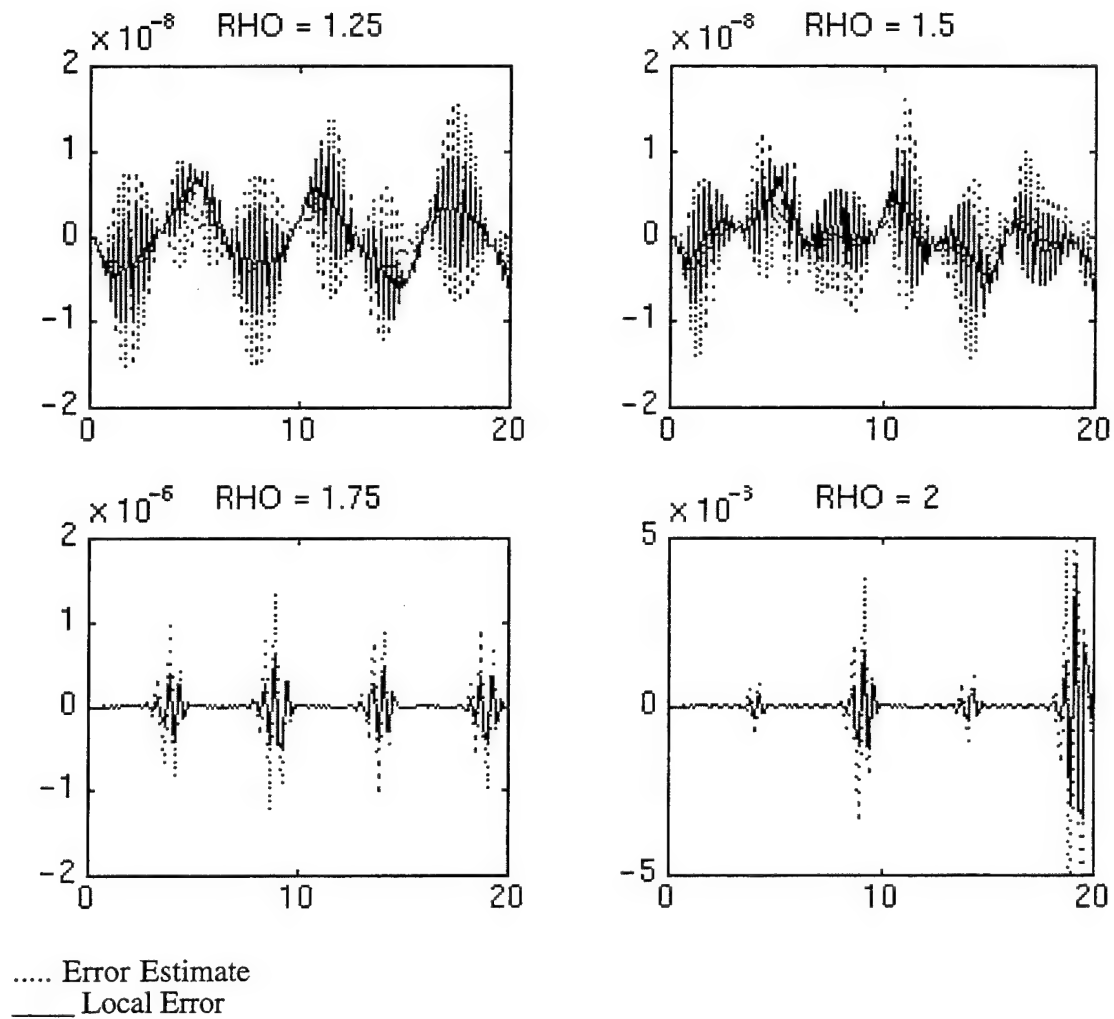 × 10⁻⁸ RHO = 1.25
2
1
0
-1
-2
0 10 20
× 10⁻⁸ RHO = 1.5
2
1
0
-1
-2
0 10 20
× 10⁻⁶ RHO = 1.75
2
1
0
-1
-2
0 10 20
× 10⁻³ RHO = 2
5
0
-5
0 10 20
..... Error Estimate
____ Local Error